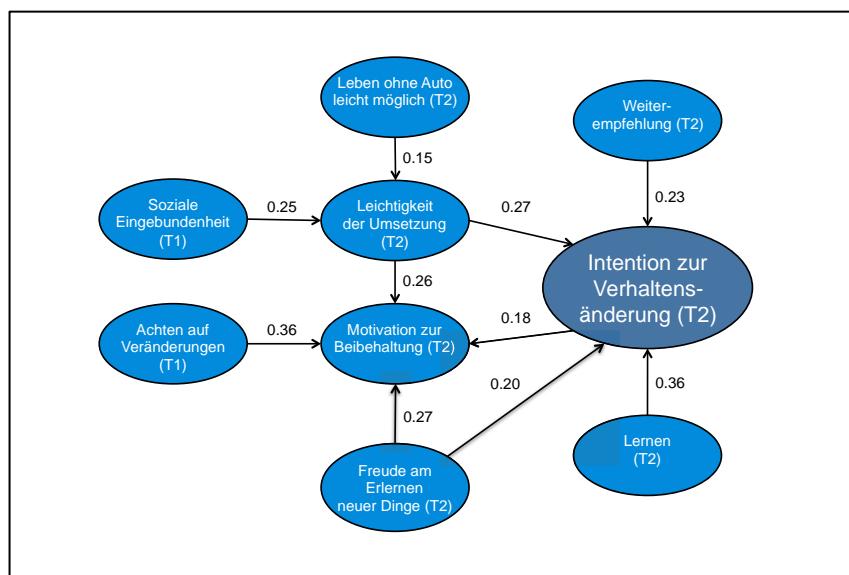 Leben ohne Auto
leicht möglich (T2)
Weiter-
empfehlung (T2)
0.15
0.23
Soziale
Eingebundenheit
(T1)
0.25
Leichtigkeit
der Umsetzung
(T2)
0.27
Intention zur
Verhaltens-
änderung (T2)
0.26
Achten auf
Veränderungen
(T1)
0.36
Motivation zur
Beibehaltung (T2)
0.18
0.20
0.36
0.27
Freude am
Erlernen
neuer Dinge (T2)
Lernen
(T2)